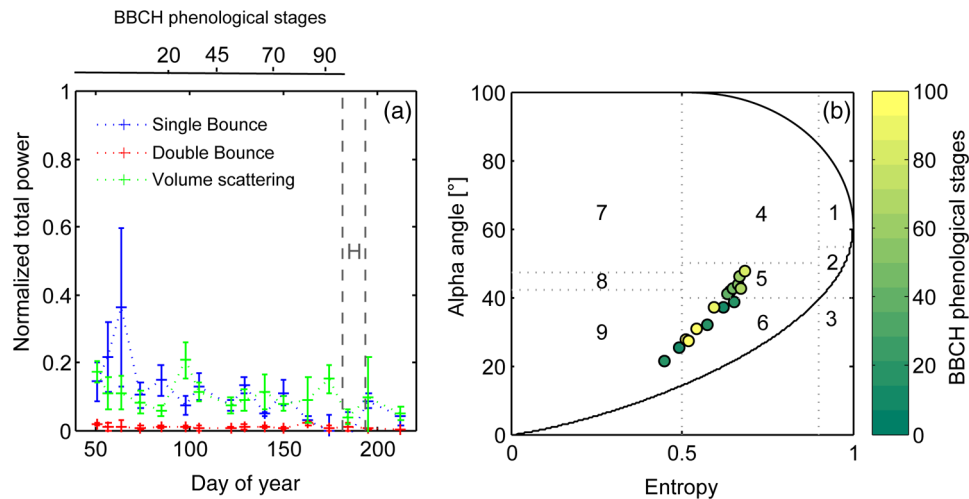 BBCH phenological stages
20 30 45 70 90
(a)
1
0.8
0.6
0.4
0.2
0
Normalized total power
Single Bounce
Double Bounce
Volume scattering
H
50 100 150 200
Day of year
(b)
100
80
60
40
20
0
Alpha angle [°]
7 4 1
8 5 2
9 6 3
0 0.5 1
Entropy
100
80
60
40
20
0
BBCH phenological stages